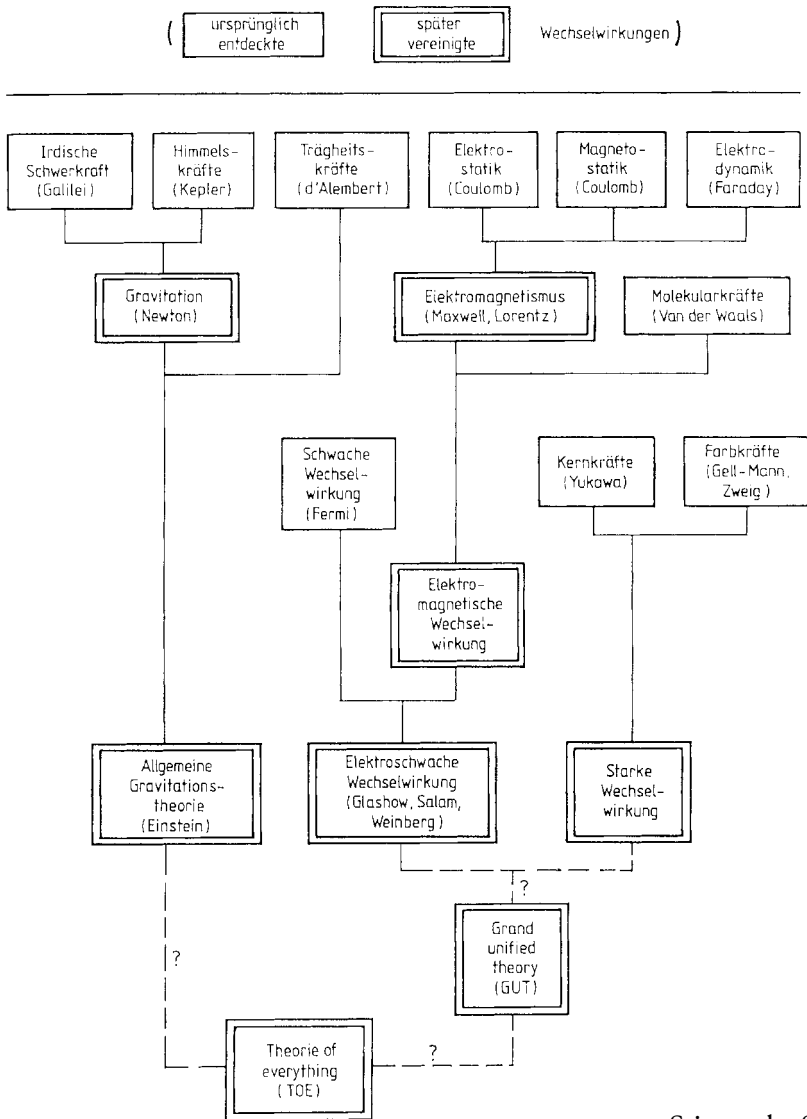 ( ursprünglich
entdeckte
später
vereinigte
Wechselwirkungen )
Irdische
Schwerkraft
(Galilei)
Himmels-
kräfte
(Kepler)
Trägheits-
kräfte
(d'Alembert)
Elektro-
statik
(Coulomb)
Magneto-
statik
(Coulomb)
Elektro-
dynamik
(Faraday)
Gravitation
(Newton)
Elektromagnetismus
(Maxwell, Lorentz)
Molekularkräfte
(Van der Waals)
Schwache
Wechsel-
wirkung
(Fermi)
Kernkräfte
(Yukawa)
Farbkräfte
(Gell-Mann,
Zweig)
Elektro-
magnetische
Wechsel-
wirkung
Allgemeine
Gravitations-
theorie
(Einstein)
Elektroschwache
Wechselwirkung
(Glashow, Salam,
Weinberg)
Starke
Wechsel-
wirkung
?
Grand
unified
theory
(GUT)
?
Theorie of
everything
(TOE)
?